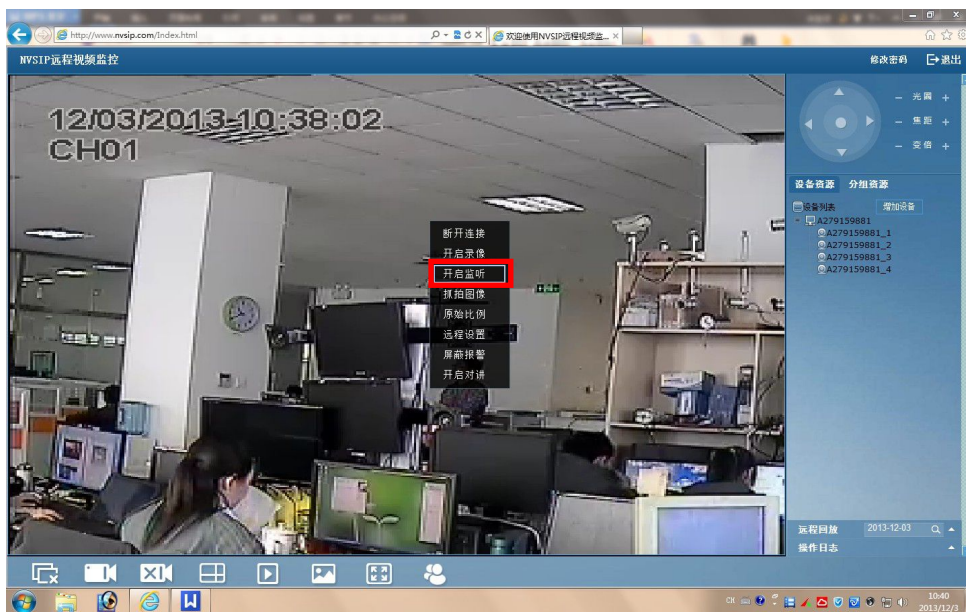 http://www.nvsip.com/Index.html
欢迎使用NVSIP远程视频监...
NVSIP远程视频监控
修改密码
退出
12/03/2013 10:38:02
CH01
光圈
焦距
变倍
设备资源 分组资源
设备列表 增加设备
A279159881
A279159881_1
A279159881_2
A279159881_3
A279159881_4
断开连接
开启录像
开启监听
抓拍图像
原始比例
远程设置
屏蔽报警
开启对讲
远程回放 2013-12-03
操作日志
CH
10:40
2013/12/3